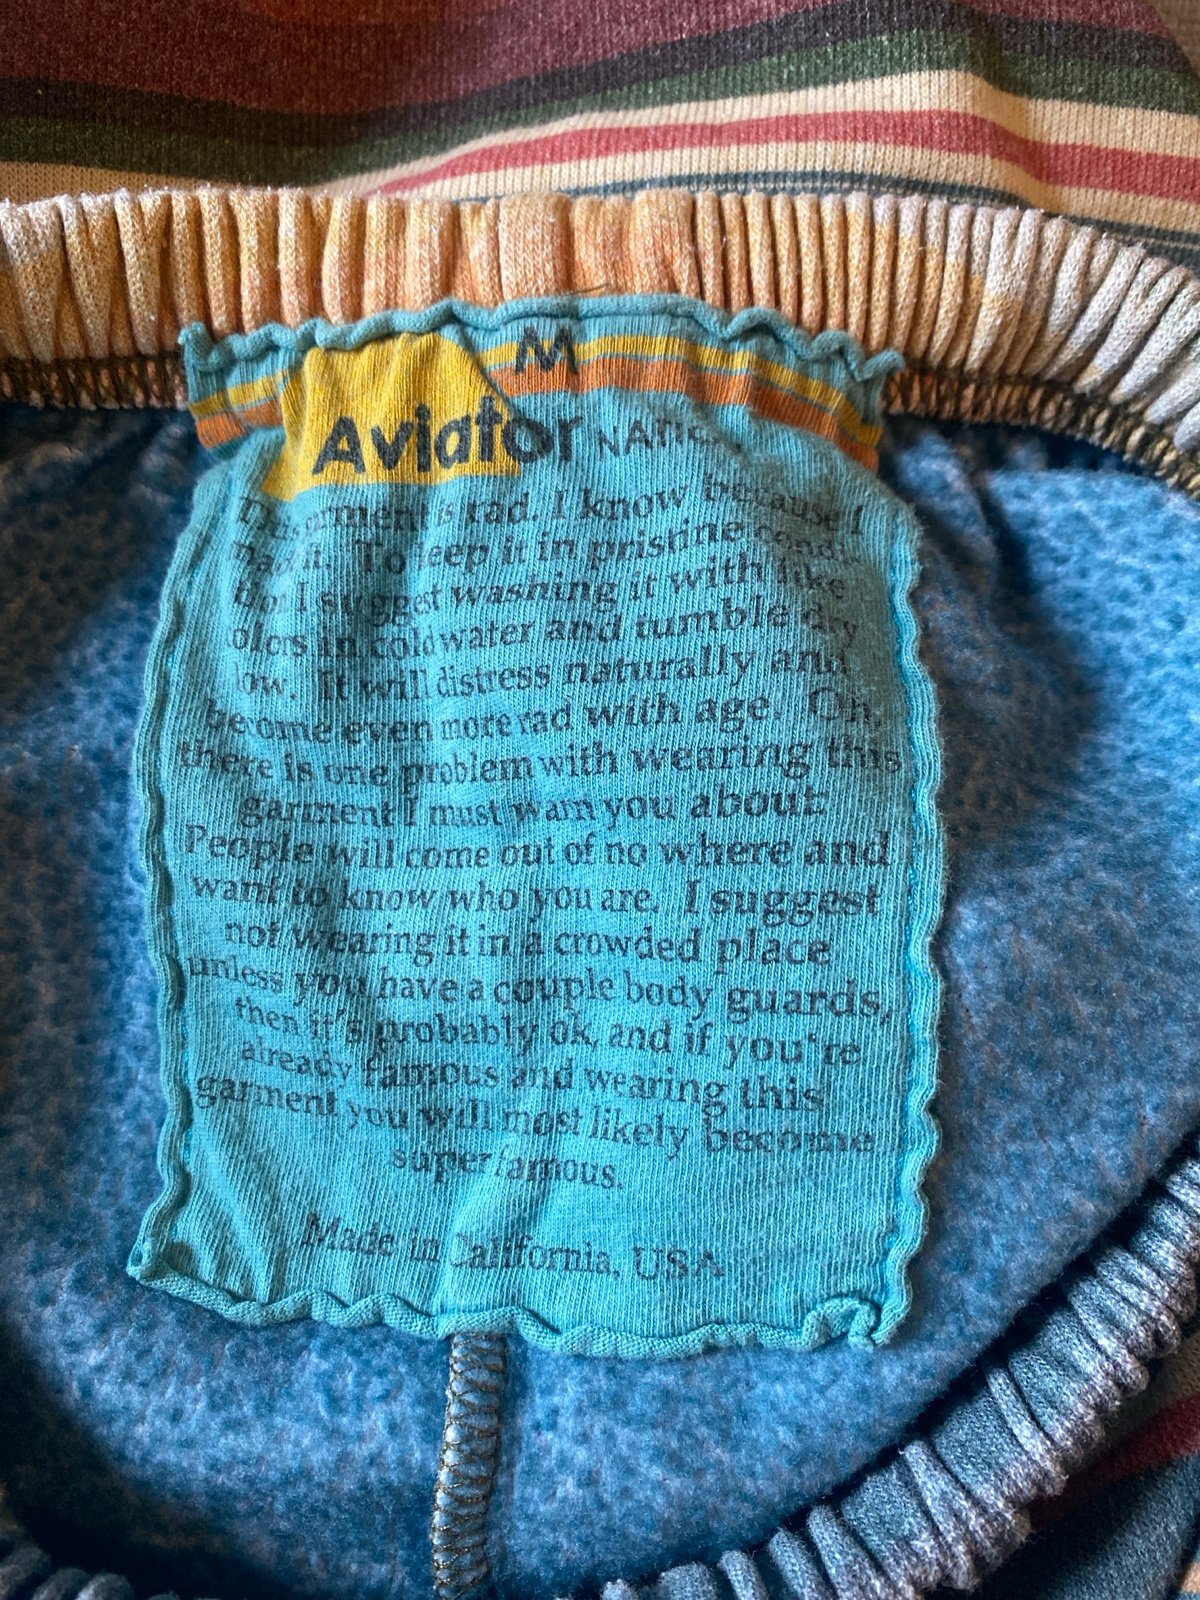 M
Aviator NATION
This garment is rad. I know because I
made it. To keep it in pristine condi-
tion I suggest washing it with like
colors in cold water and tumble dry
low. It will distress naturally and
become even more rad with age. Oh,
there is one problem with wearing this
garment I must warn you about:
People will come out of no where and
want to know who you are. I suggest
not wearing it in a crowded place
unless you have a couple body guards,
then it's probably ok, and if you're
already famous and wearing this
garment you will most likely become
super famous.
Made in California, USA